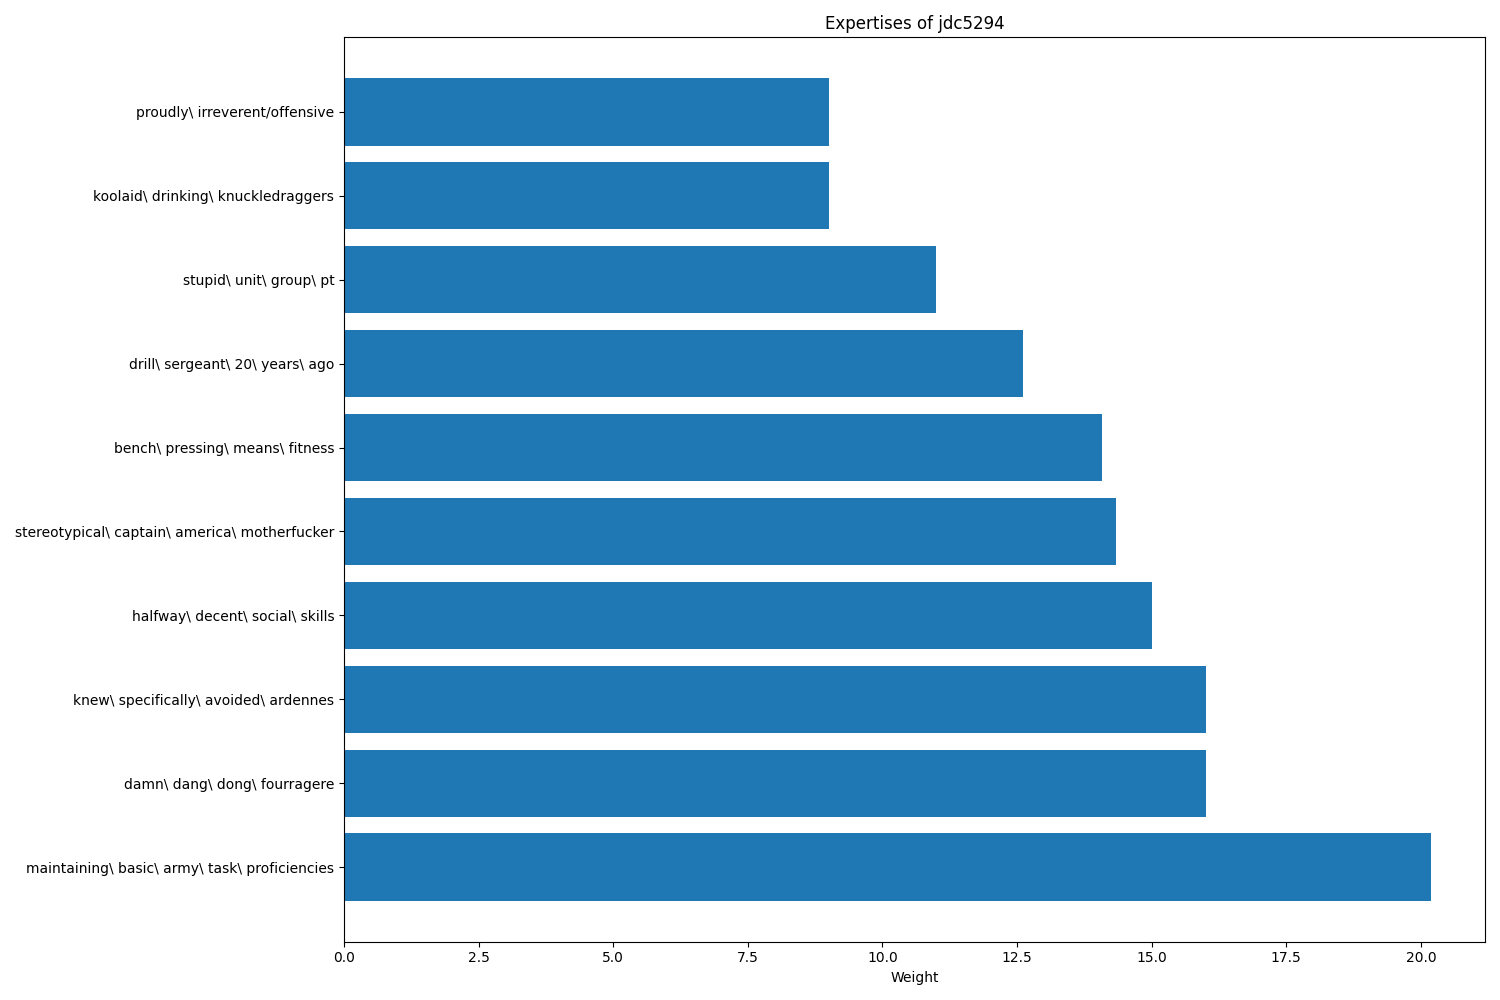 Expertises of jdc5294
proudly\ irreverent/offensive
koolaid\ drinking\ knuckledraggers
stupid\ unit\ group\ pt
drill\ sergeant\ 20\ years\ ago
bench\ pressing\ means\ fitness
stereotypical\ captain\ america\ motherfucker
halfway\ decent\ social\ skills
knew\ specifically\ avoided\ ardennes
damn\ dang\ dong\ fourragere
maintaining\ basic\ army\ task\ proficiencies
0.0 2.5 5.0 7.5 10.0 12.5 15.0 17.5 20.0
Weight